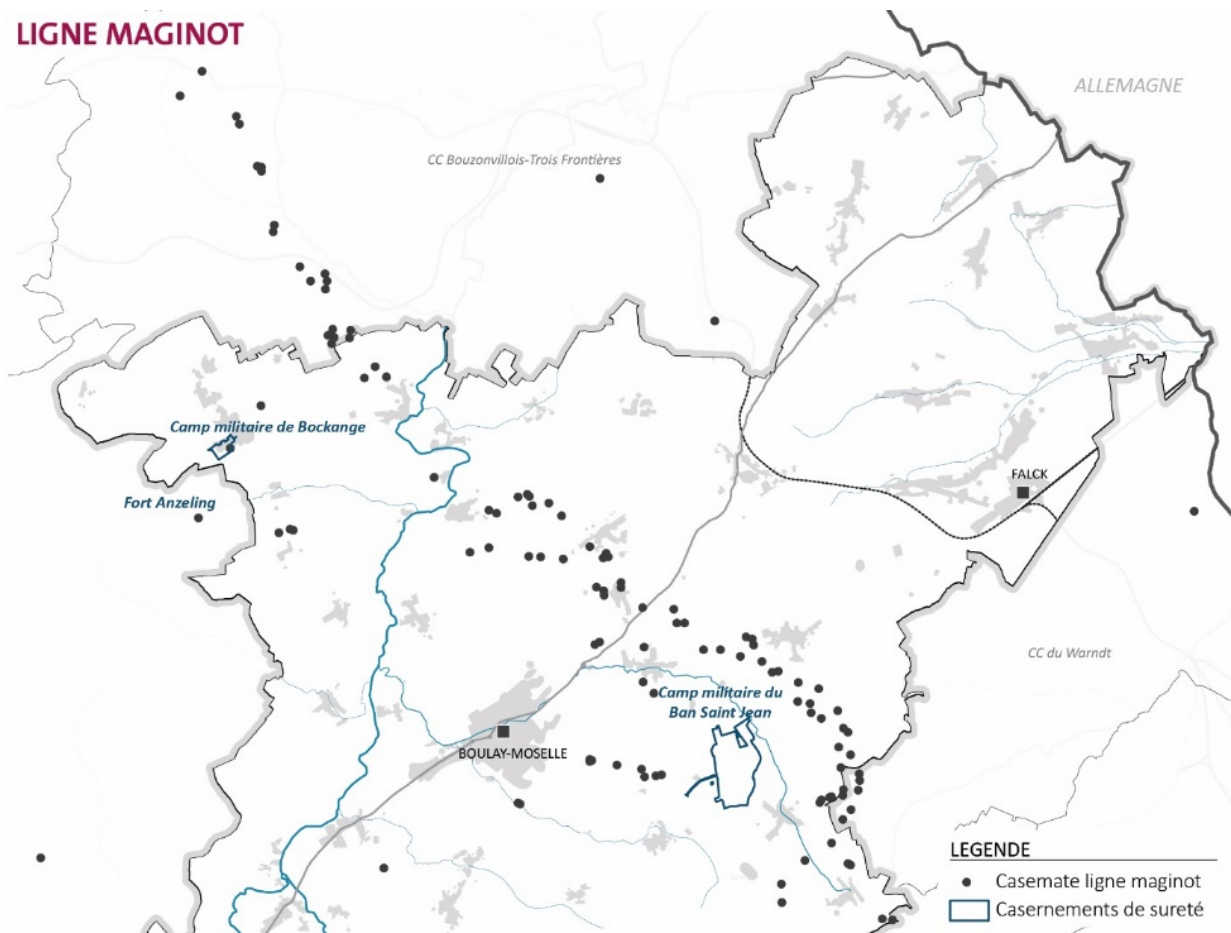 LIGNE MAGINOT
ALLEMAGNE
CC Bouzonvillois-Trois Frontières
Camp militaire de Bockange
Fort Anzeling
FALCK
CC du Warndt
Camp militaire du
Ban Saint Jean
BOULAY-MOSELLE
LEGENDE
Casemate ligne maginot
Casernements de sureté